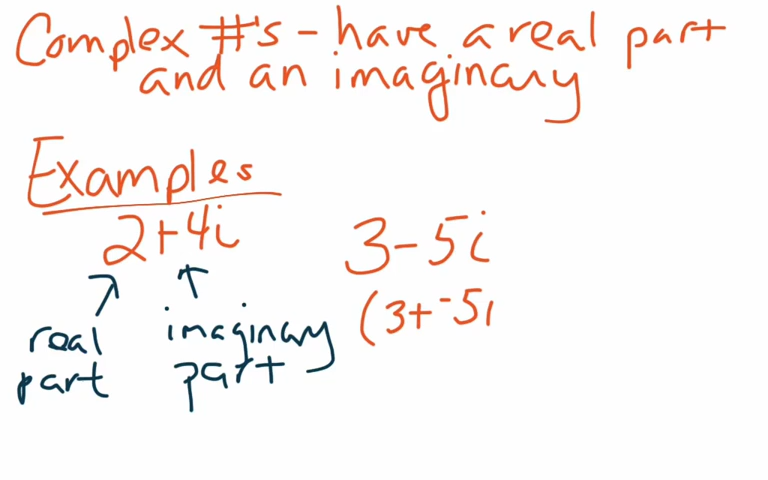 Complex #'s - have a real part
and an imaginary
Examples
2+4i
3-5i
(3+-5i
real
part
imaginary
part